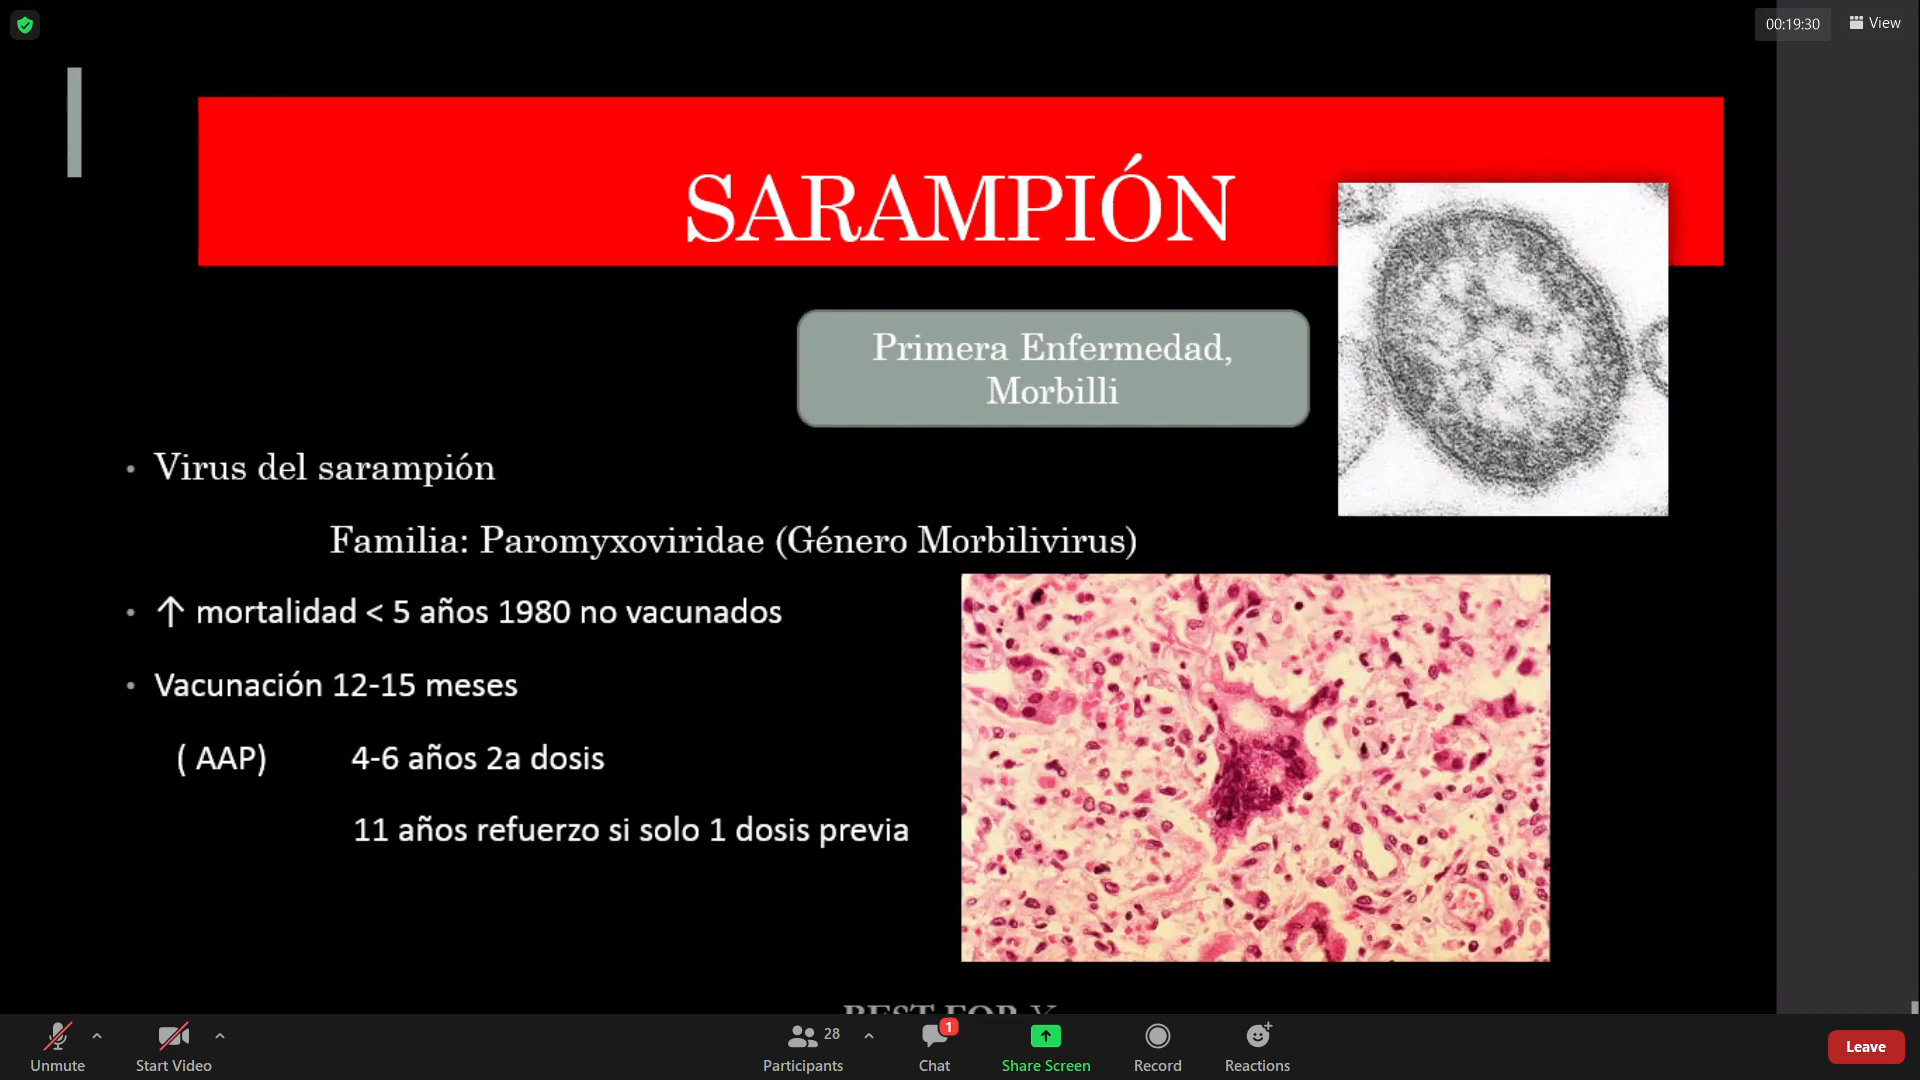 00:19:30
View
SARAMPIÓN
Primera Enfermedad,
Morbilli
• Virus del sarampión
Familia: Paromyxoviridae (Género Morbilivirus)
• ↑ mortalidad < 5 años 1980 no vacunados
• Vacunación 12-15 meses
( AAP) 4-6 años 2a dosis
11 años refuerzo si solo 1 dosis previa
BEST FOR
Unmute
Start Video
28
Participants
1
Chat
Share Screen
Record
Reactions
Leave